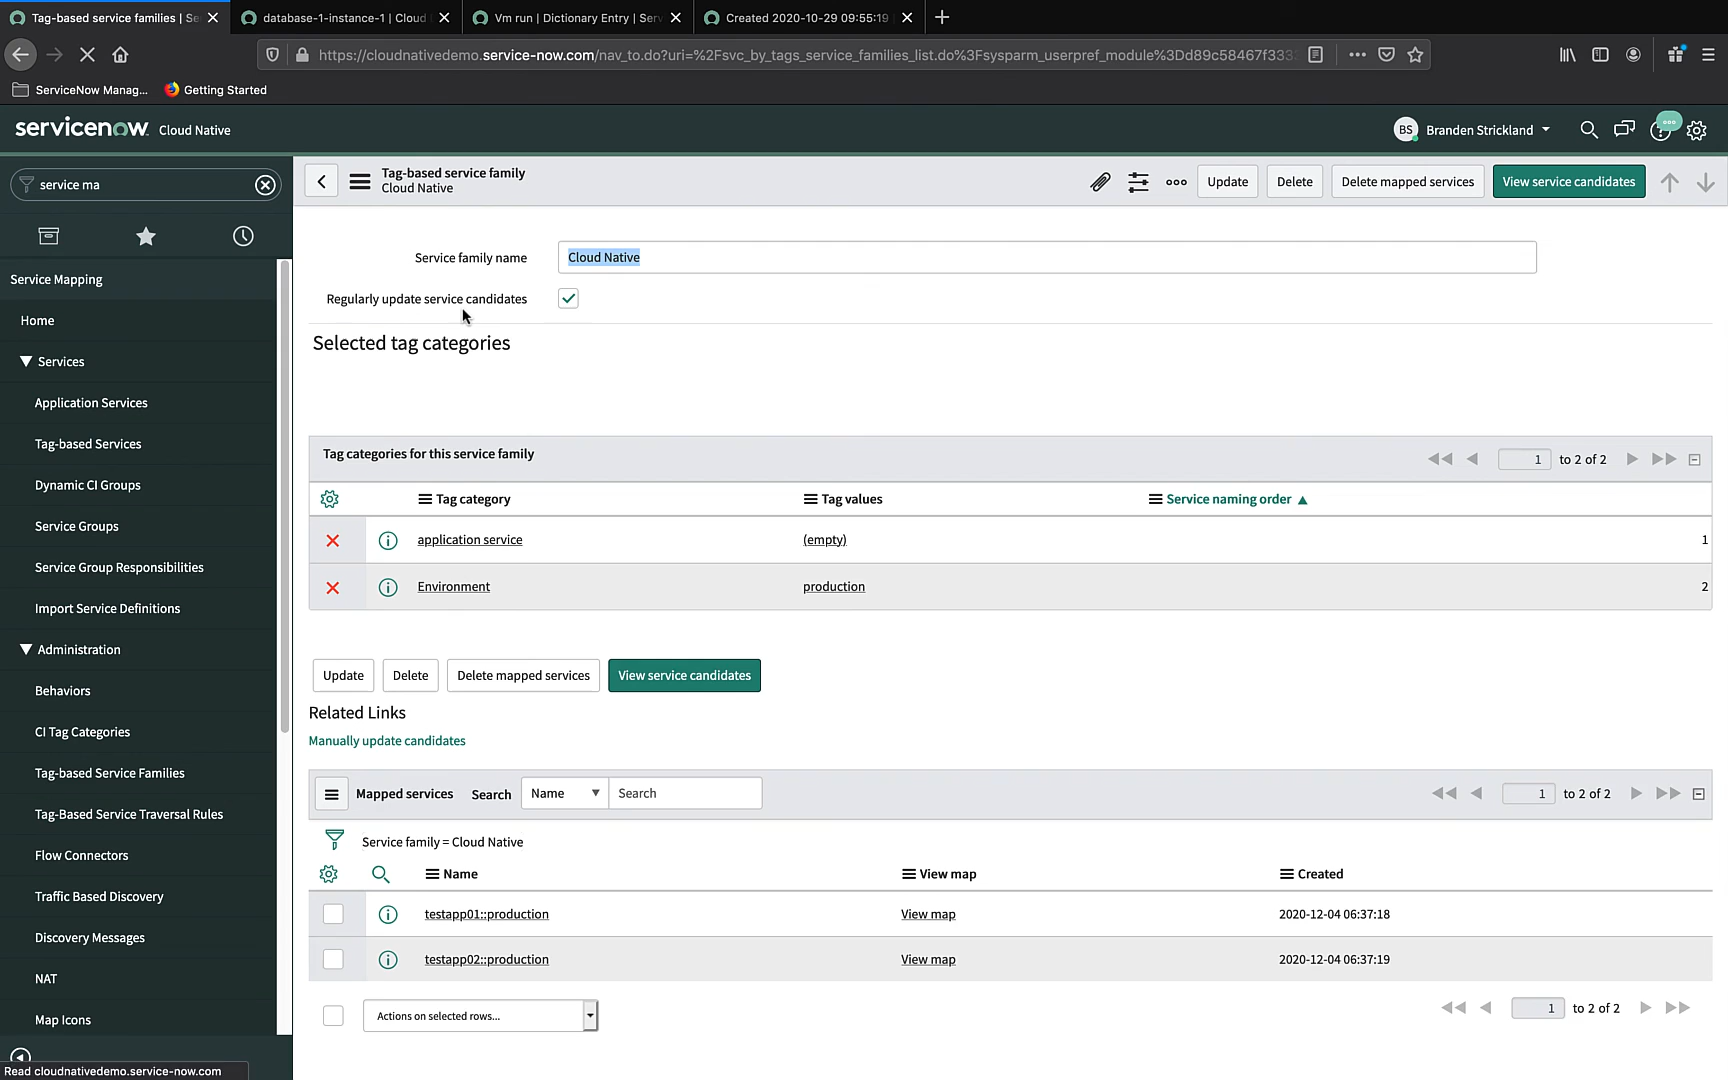 Tag-based service families | Se
database-1-instance-1 | Cloud
Vm run | Dictionary Entry | Serv
Created 2020-10-29 09:55:19
https://cloudnativedemo.service-now.com/nav_to.do?uri=%2Fsvc_by_tags_service_families_list.do%3Fsysparm_userpref_module%3Dd89c58467f333
ServiceNow Manag...
Getting Started
servicenow. Cloud Native
BS Branden Strickland
service ma
Tag-based service family
Cloud Native
Update
Delete
Delete mapped services
View service candidates
Service Mapping
Home
Services
Application Services
Tag-based Services
Dynamic CI Groups
Service Groups
Service Group Responsibilities
Import Service Definitions
Administration
Behaviors
CI Tag Categories
Tag-based Service Families
Tag-Based Service Traversal Rules
Flow Connectors
Traffic Based Discovery
Discovery Messages
NAT
Map Icons
Read cloudnativedemo.service-now.com
Service family name Cloud Native
Regularly update service candidates
Selected tag categories
Tag categories for this service family
1 to 2 of 2
Tag category Tag values Service naming order
application service (empty) 1
Environment production 2
Update Delete Delete mapped services View service candidates
Related Links
Manually update candidates
Mapped services Search Name Search 1 to 2 of 2
Service family = Cloud Native
Name View map Created
testapp01::production View map 2020-12-04 06:37:18
testapp02::production View map 2020-12-04 06:37:19
Actions on selected rows... 1 to 2 of 2